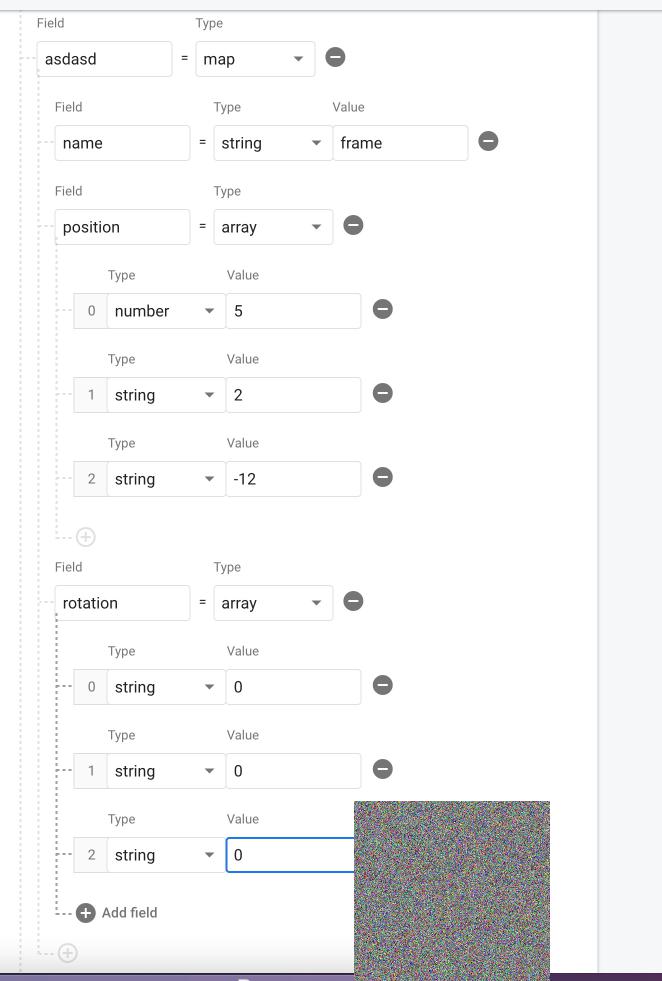 Field Type
asdasd = map
Field Type Value
name = string frame
Field Type
position = array
Type Value
0 number 5
Type Value
1 string 2
Type Value
2 string -12
Field Type
rotation = array
Type Value
0 string 0
Type Value
1 string 0
Type Value
2 string 0
Add field